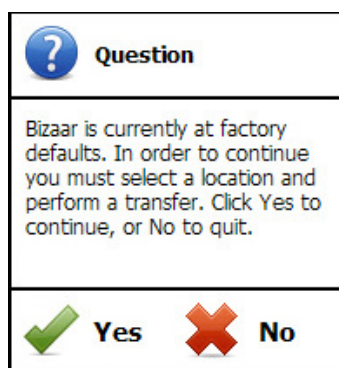 Question
Bizaar is currently at factory
defaults. In order to continue
you must select a location and
perform a transfer. Click Yes to
continue, or No to quit.
Yes No